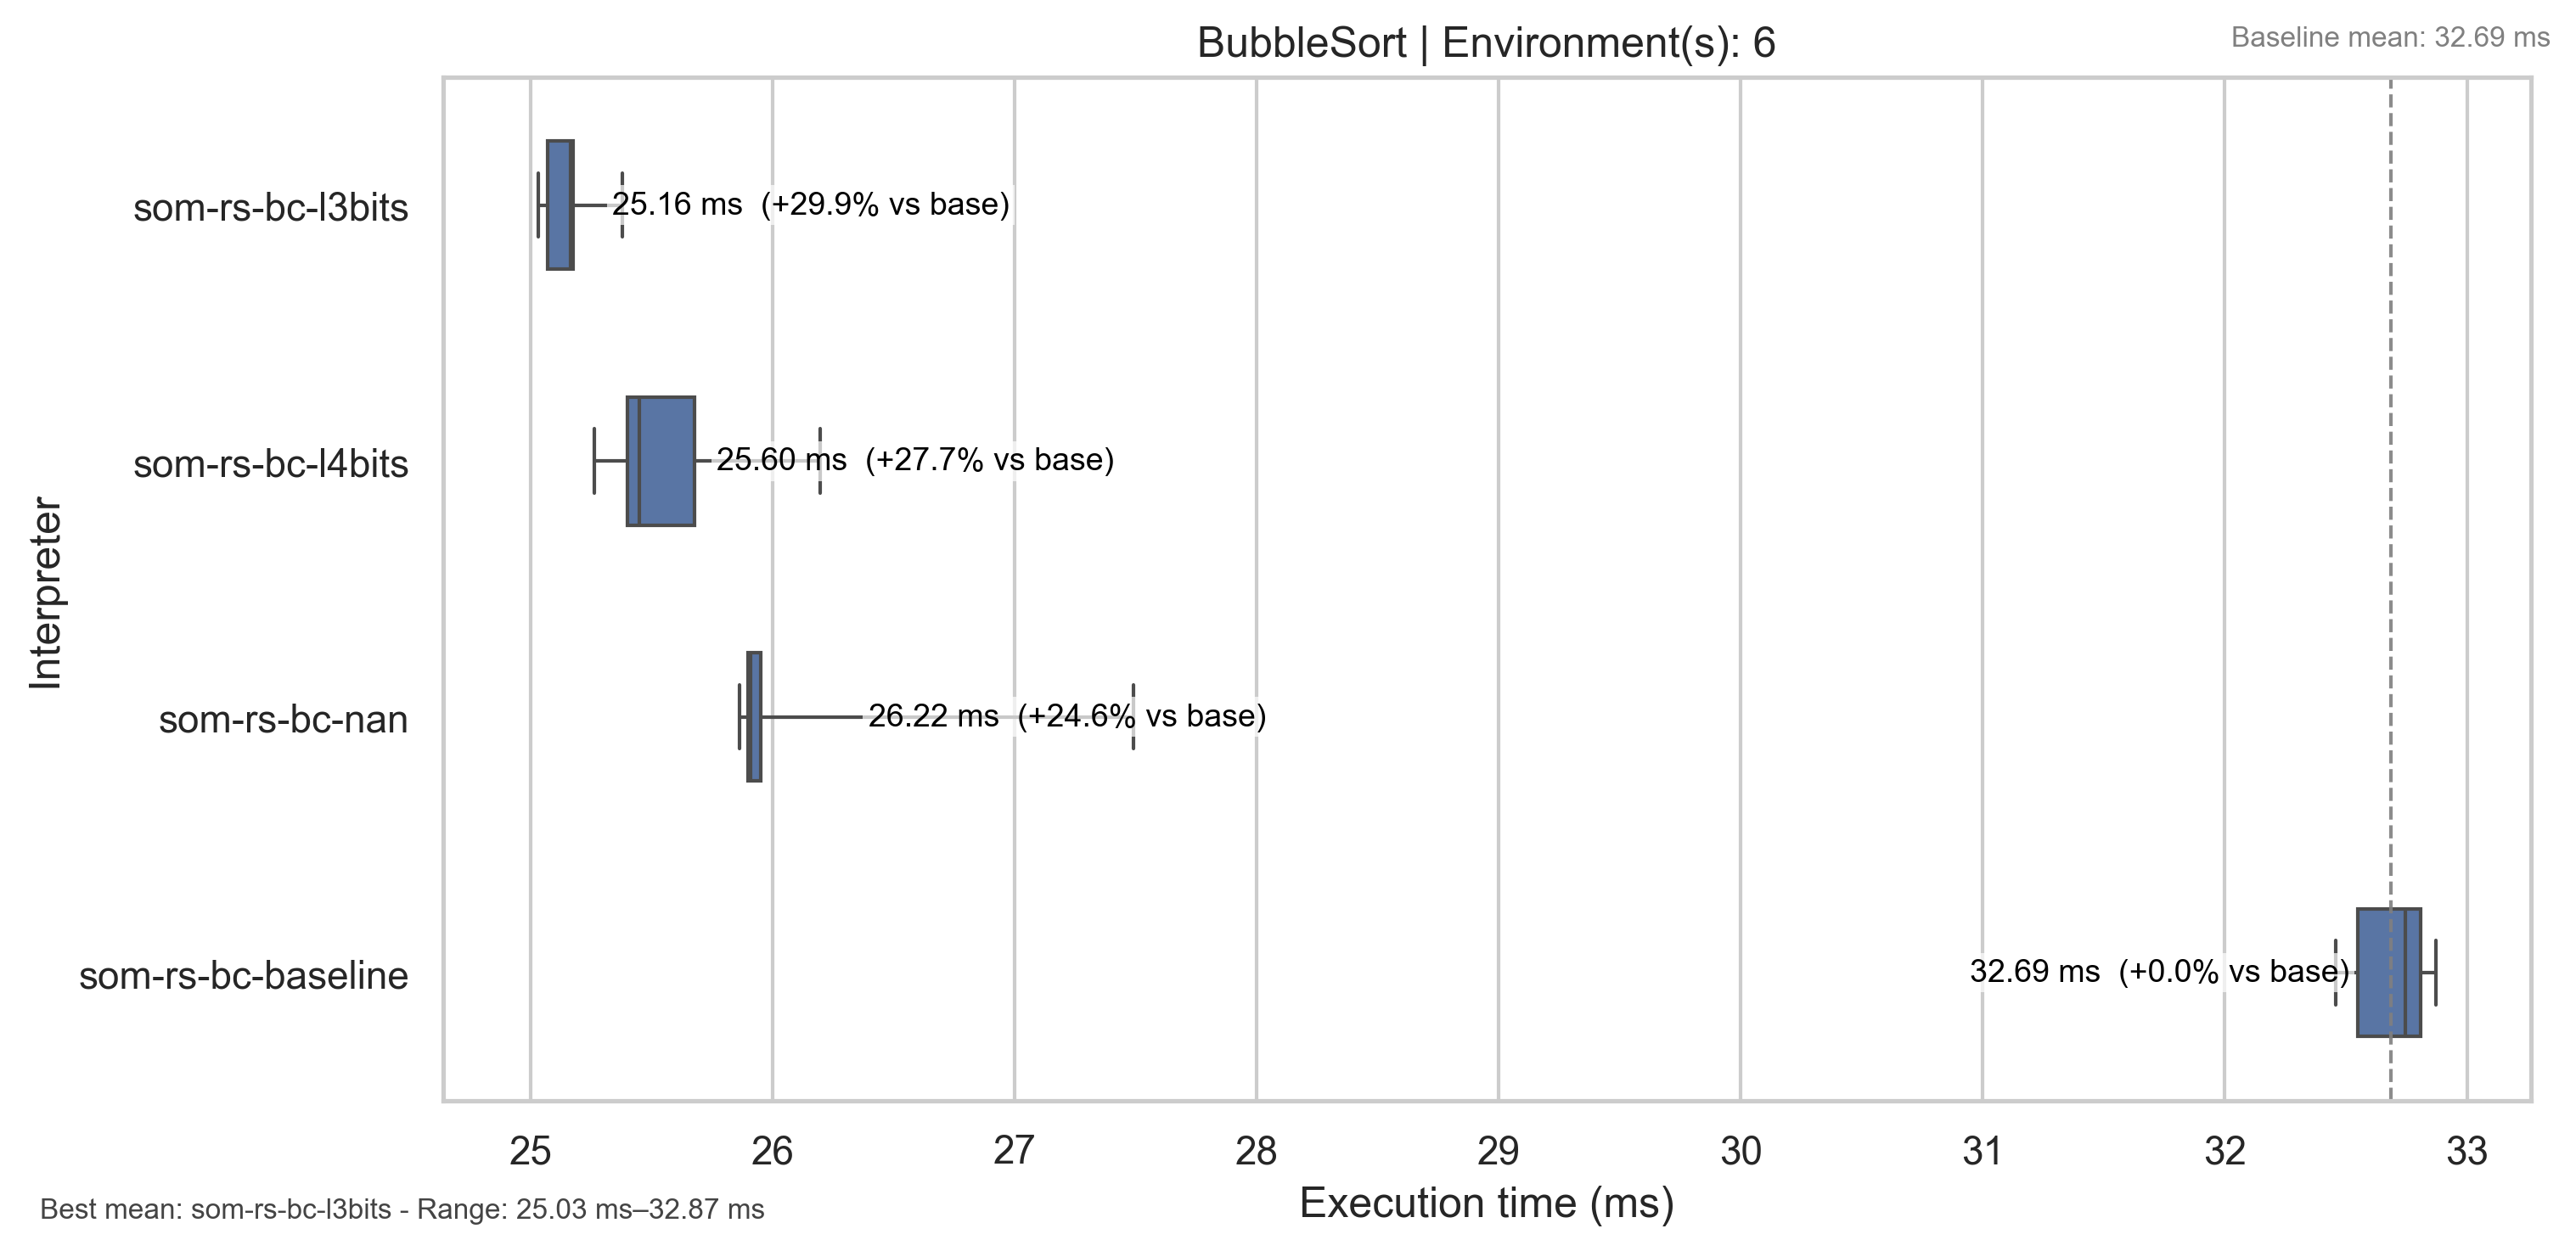 BubbleSort | Environment(s): 6
Baseline mean: 32.69 ms
Interpreter
som-rs-bc-l3bits
25.16 ms  (+29.9% vs base)
som-rs-bc-l4bits
25.60 ms  (+27.7% vs base)
som-rs-bc-nan
26.22 ms  (+24.6% vs base)
som-rs-bc-baseline
32.69 ms  (+0.0% vs base)
25 26 27 28 29 30 31 32 33
Execution time (ms)
Best mean: som-rs-bc-l3bits - Range: 25.03 ms–32.87 ms